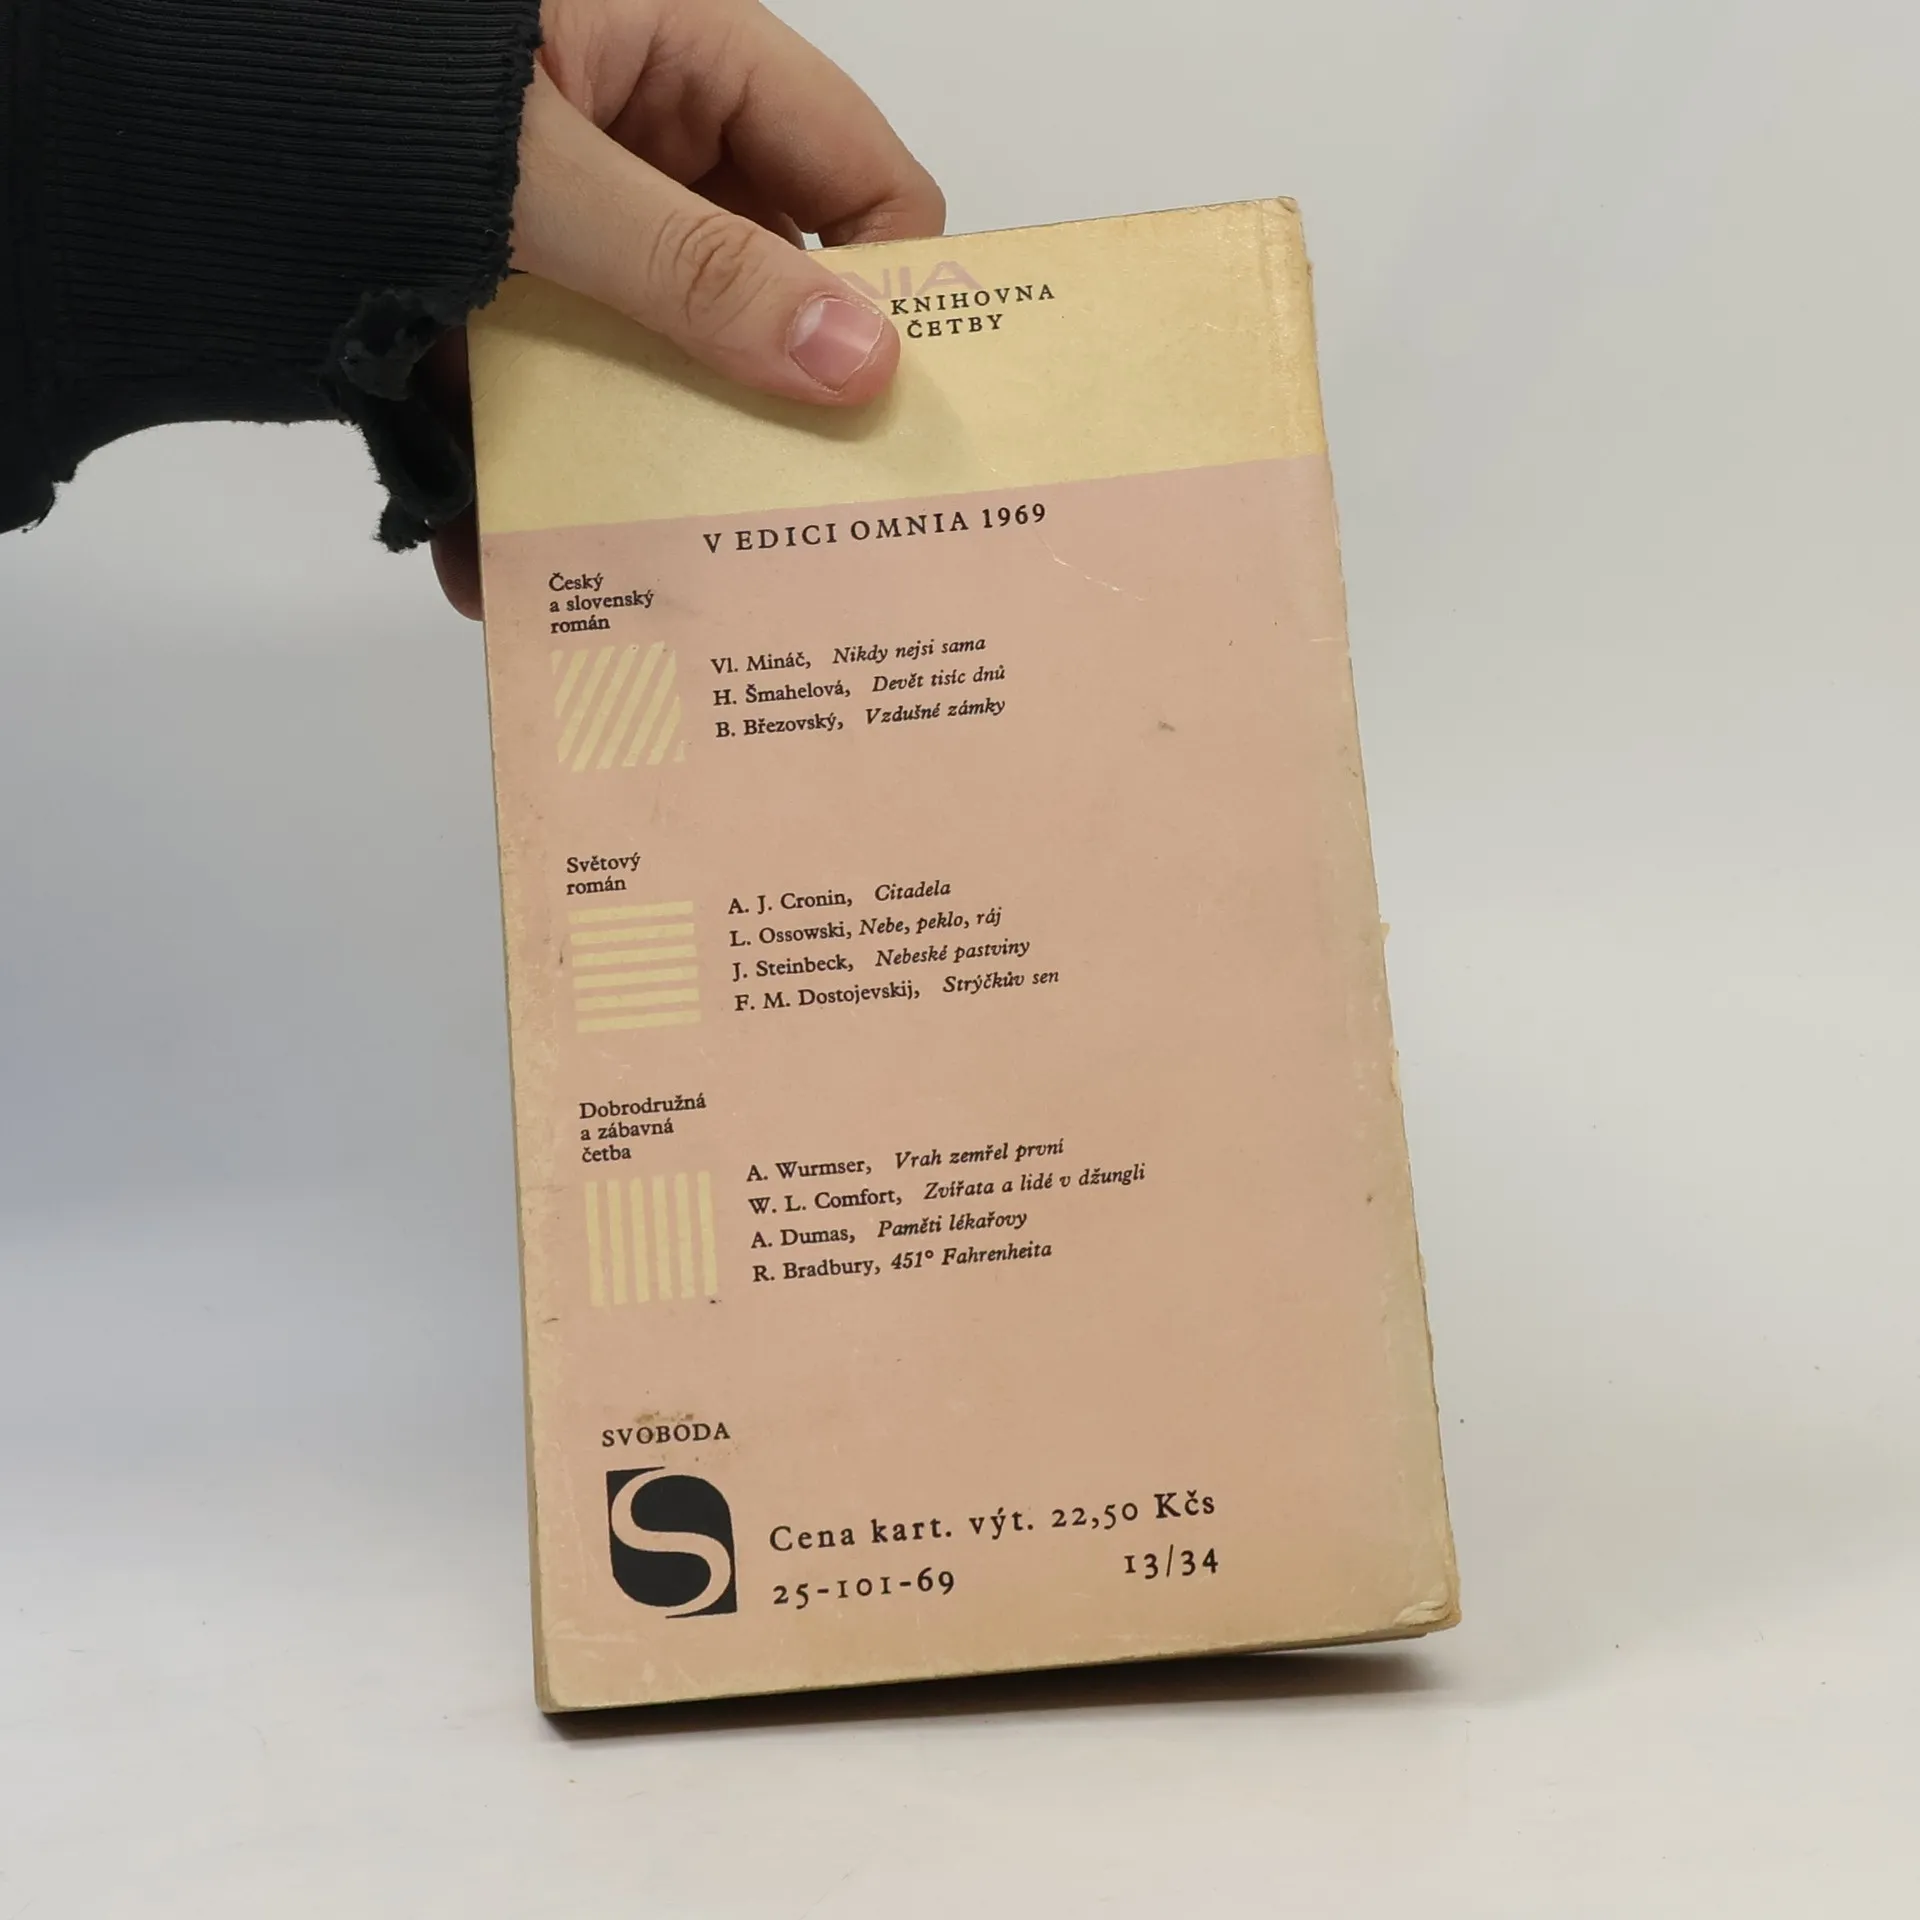 KNIHOVNA
ČETBY
V EDICI OMNIA 1969
Český
a slovenský
román
Vl. Mináč, Nikdy nejsi sama
H. Šmahelová, Devět tisíc dnů
B. Březovský, Vzdušné zámky
Světový
román
A. J. Cronin, Citadela
L. Ossowski, Nebe, peklo, ráj
J. Steinbeck, Nebeské pastviny
F. M. Dostojevskij, Strýčkův sen
Dobrodružná
a zábavná
četba
A. Wurmser, Vrah zemřel první
W. L. Comfort, Zvířata a lidé v džungli
A. Dumas, Paměti lékařovy
R. Bradbury, 451° Fahrenheita
SVOBODA
S
Cena kart. výt. 22,50 Kčs
25-101-69 13/34